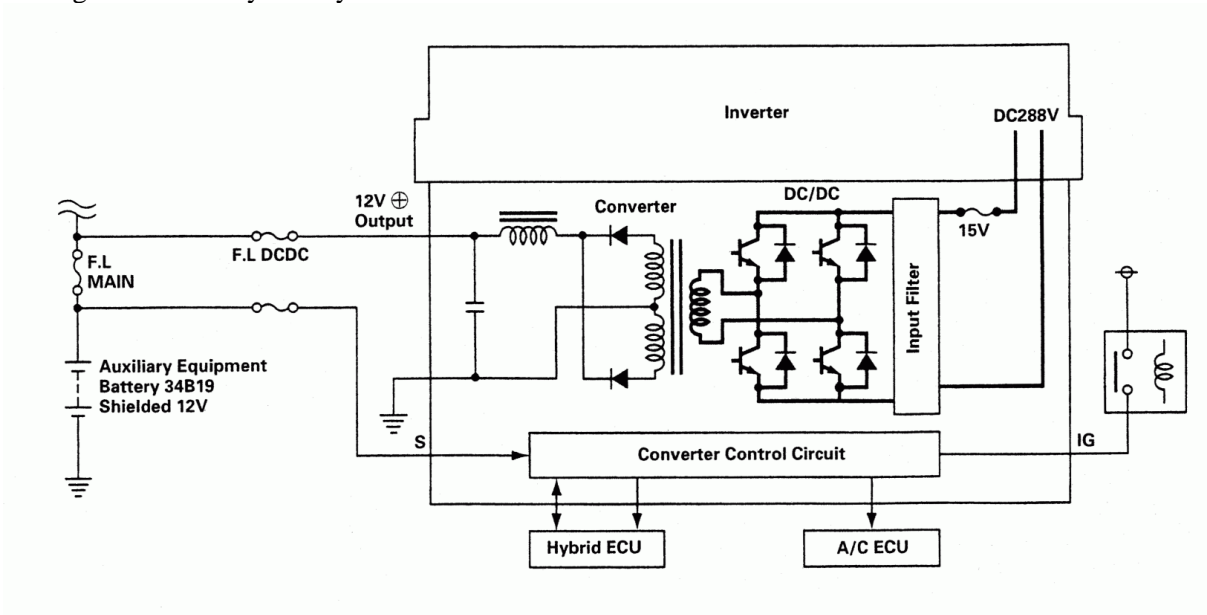 Inverter
DC288V
12V ⊕
Output
Converter
DC/DC
15V
F.L DCDC
F.L
MAIN
Input Filter
Auxiliary Equipment
Battery 34B19
Shielded 12V
S
Converter Control Circuit
IG
Hybrid ECU
A/C ECU